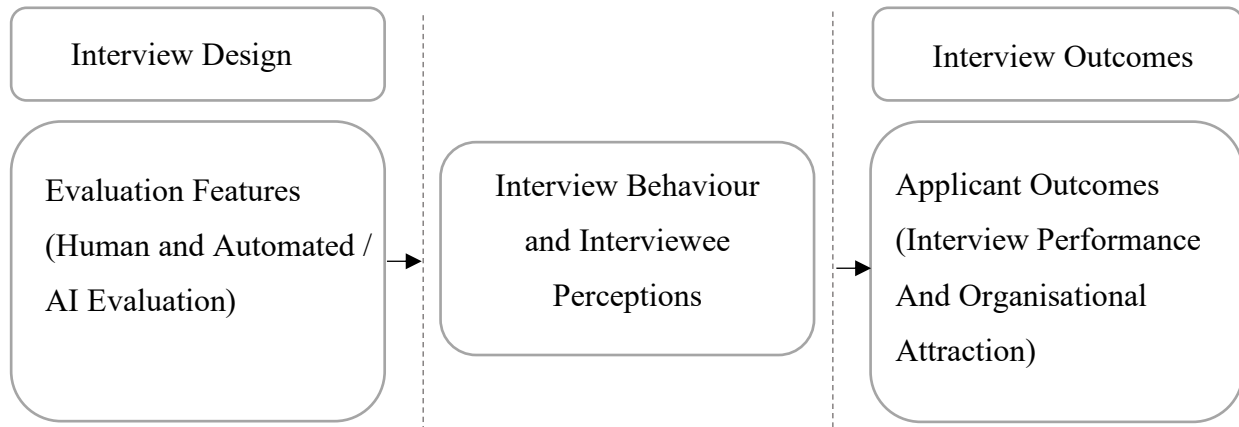 Interview Design
Interview Outcomes
Evaluation Features
(Human and Automated /
AI Evaluation)
Interview Behaviour
and Interviewee
Perceptions
Applicant Outcomes
(Interview Performance
And Organisational
Attraction)